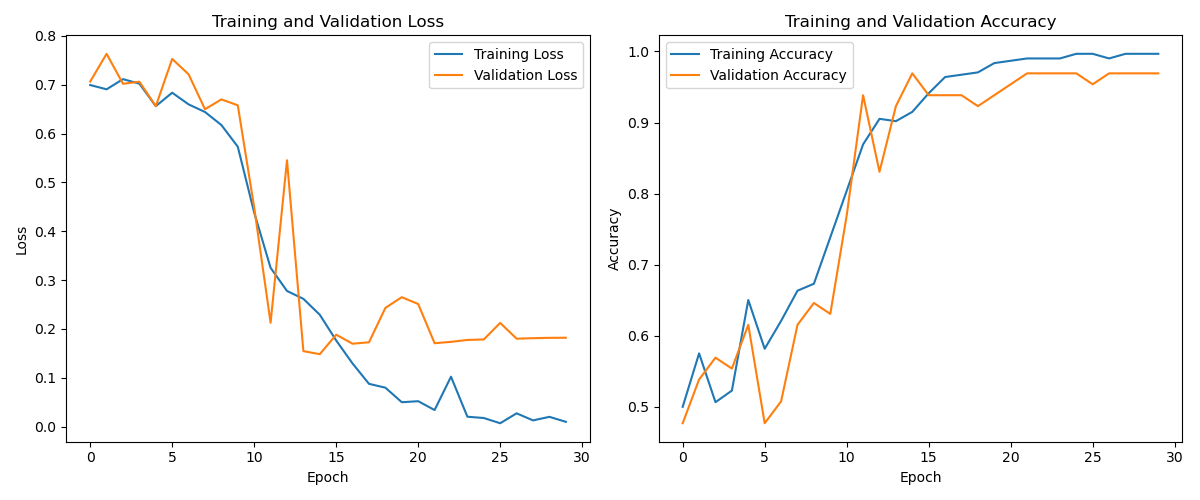 Training and Validation Loss
Training Loss
Validation Loss
Loss
0.8
0.7
0.6
0.5
0.4
0.3
0.2
0.1
0.0
0 5 10 15 20 25 30
Epoch
Training and Validation Accuracy
Training Accuracy
Validation Accuracy
Accuracy
1.0
0.9
0.8
0.7
0.6
0.5
0 5 10 15 20 25 30
Epoch